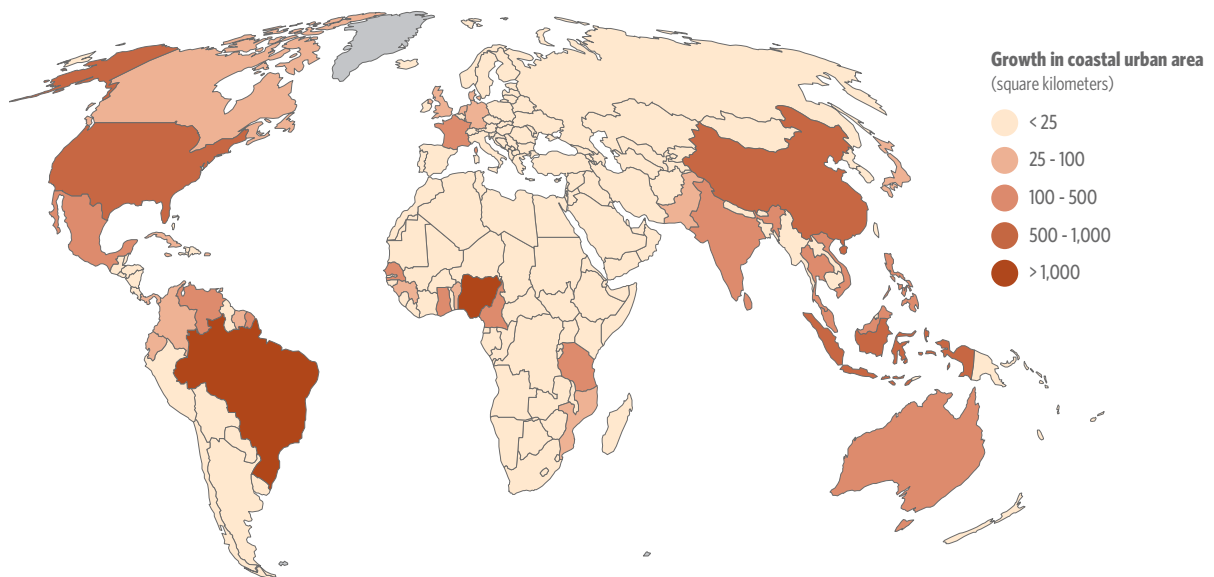 Growth in coastal urban area
(square kilometers)
< 25
25 - 100
100 - 500
500 - 1,000
> 1,000